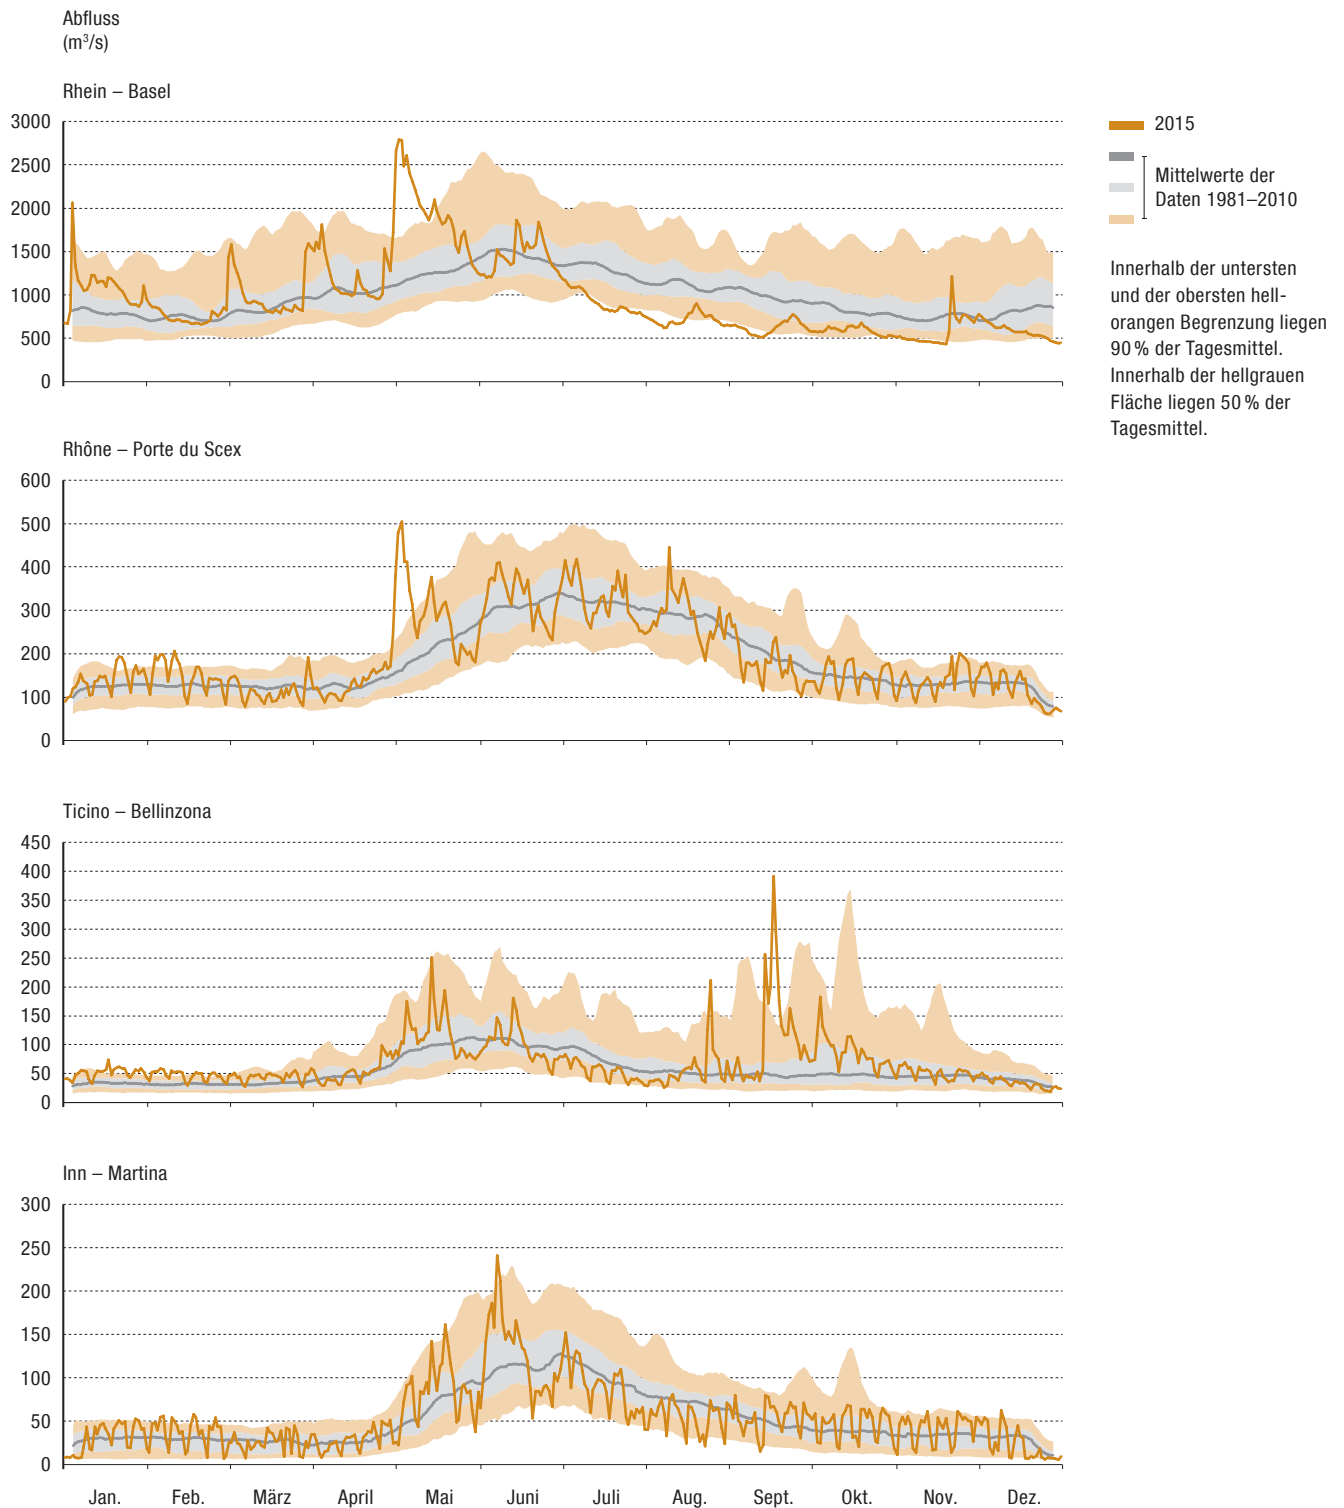 Abfluss
(m³/s)
Rhein – Basel
3000
2500
2000
1500
1000
500
0
2015
Mittelwerte der
Daten 1981–2010
Innerhalb der untersten
und der obersten hell-
orangen Begrenzung liegen
90 % der Tagesmittel.
Innerhalb der hellgrauen
Fläche liegen 50 % der
Tagesmittel.
Rhône – Porte du Scex
600
500
400
300
200
100
0
Ticino – Bellinzona
450
400
350
300
250
200
150
100
50
0
Inn – Martina
300
250
200
150
100
50
0
Jan. Feb. März April Mai Juni Juli Aug. Sept. Okt. Nov. Dez.